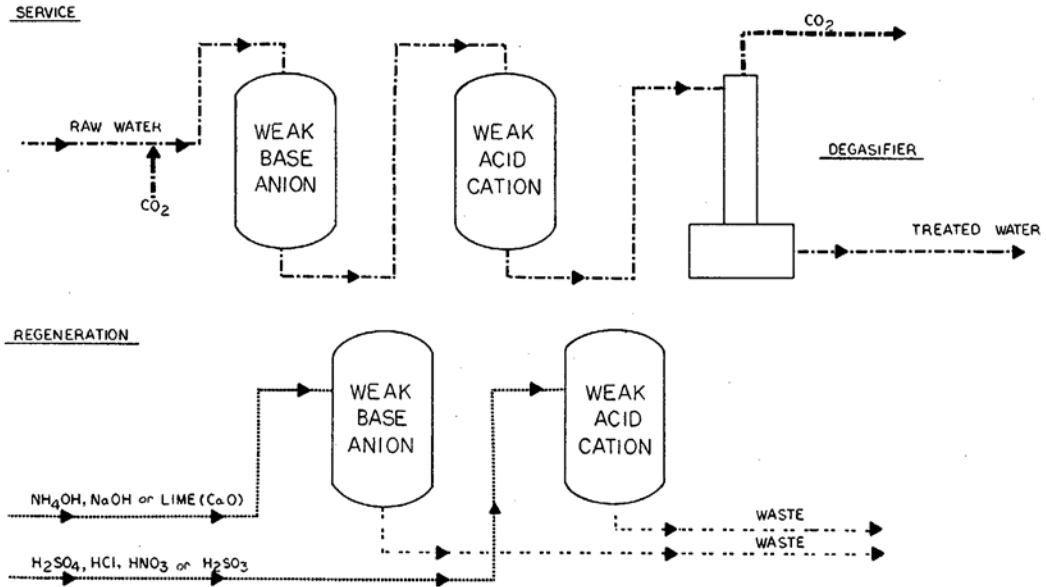 SERVICE
CO2
RAW WATER
CO2
WEAK
BASE
ANION
WEAK
ACID
CATION
DEGASIFIER
TREATED WATER
REGENERATION
WEAK
BASE
ANION
WEAK
ACID
CATION
NH4OH, NaOH or LIME (CaO)
H2SO4, HCl, HNO3 or H2SO3
WASTE
WASTE